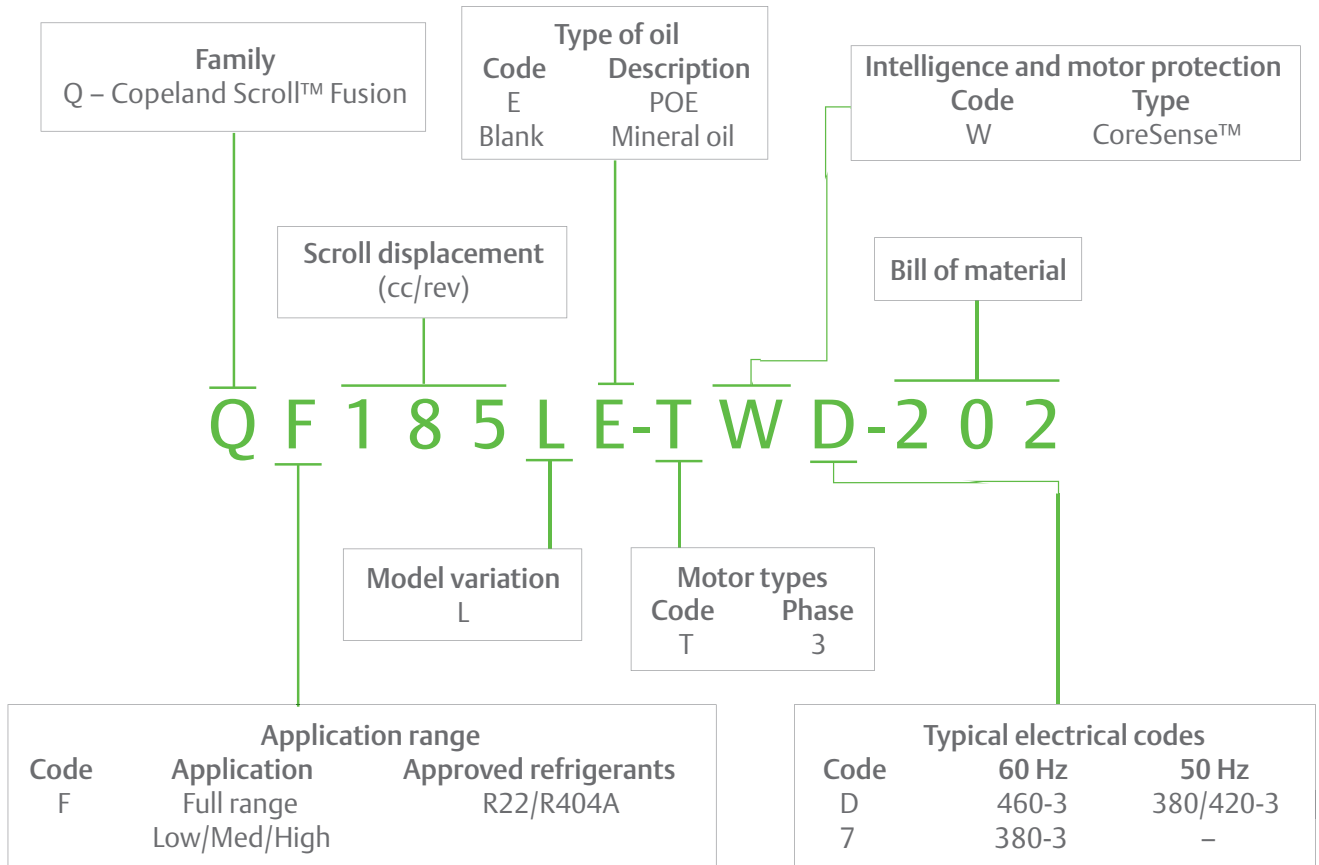 Family
Q – Copeland Scroll™ Fusion
Type of oil
Code Description
E POE
Blank Mineral oil
Intelligence and motor protection
Code Type
W CoreSense™
Scroll displacement
(cc/rev)
Bill of material
Q F 1 8 5 L E-T W D-2 0 2
Model variation
L
Motor types
Code Phase
T 3
Application range
Code Application Approved refrigerants
F Full range R22/R404A
Low/Med/High
Typical electrical codes
Code 60 Hz 50 Hz
D 460-3 380/420-3
7 380-3 –